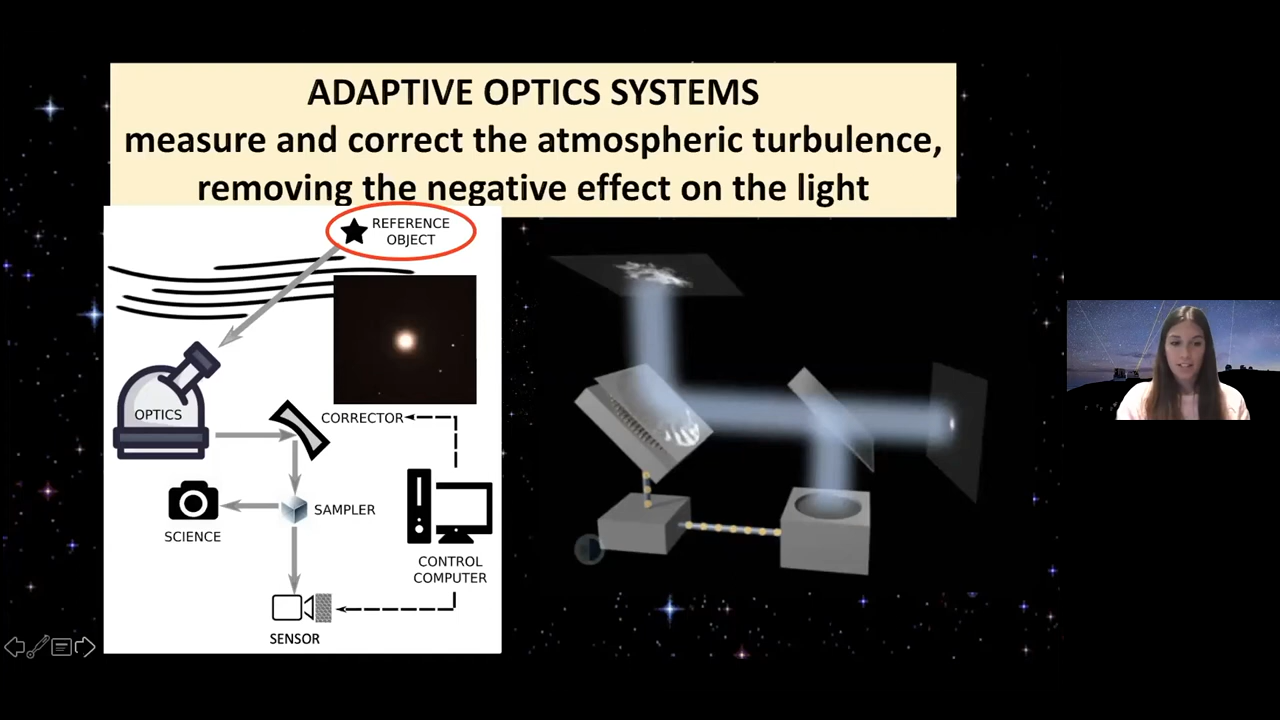 ADAPTIVE OPTICS SYSTEMS
measure and correct the atmospheric turbulence,
removing the negative effect on the light
REFERENCE
OBJECT
OPTICS
CORRECTOR
SAMPLER
SCIENCE
CONTROL
COMPUTER
SENSOR